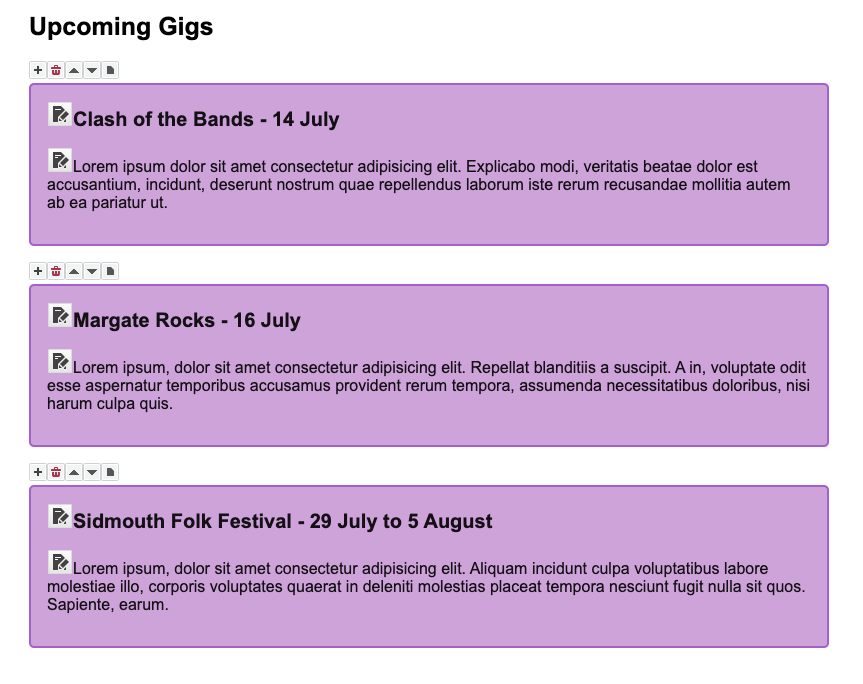 Upcoming Gigs
Clash of the Bands - 14 July
Lorem ipsum dolor sit amet consectetur adipisicing elit. Explicabo modi, veritatis beatae dolor est
accusantium, incidunt, deserunt nostrum quae repellendus laborum iste rerum recusandae mollitia autem
ab ea pariatur ut.
Margate Rocks - 16 July
Lorem ipsum, dolor sit amet consectetur adipisicing elit. Repellat blanditiis a suscipit. A in, voluptate odit
esse aspernatur temporibus accusamus provident rerum tempora, assumenda necessitatibus doloribus, nisi
harum culpa quis.
Sidmouth Folk Festival - 29 July to 5 August
Lorem ipsum, dolor sit amet consectetur adipisicing elit. Aliquam incidunt culpa voluptatibus labore
molestiae illo, corporis voluptates quaerat in deleniti molestias placeat tempora nesciunt fugit nulla sit quos.
Sapiente, earum.